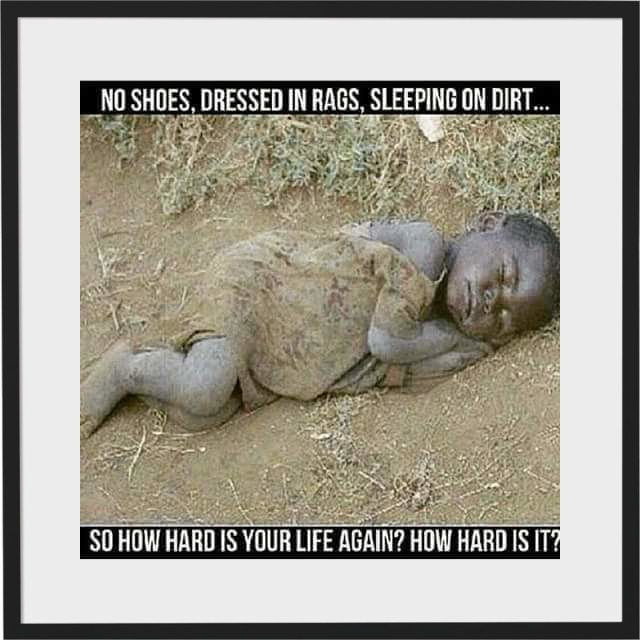 NO SHOES, DRESSED IN RAGS, SLEEPING ON DIRT...
SO HOW HARD IS YOUR LIFE AGAIN? HOW HARD IS IT?